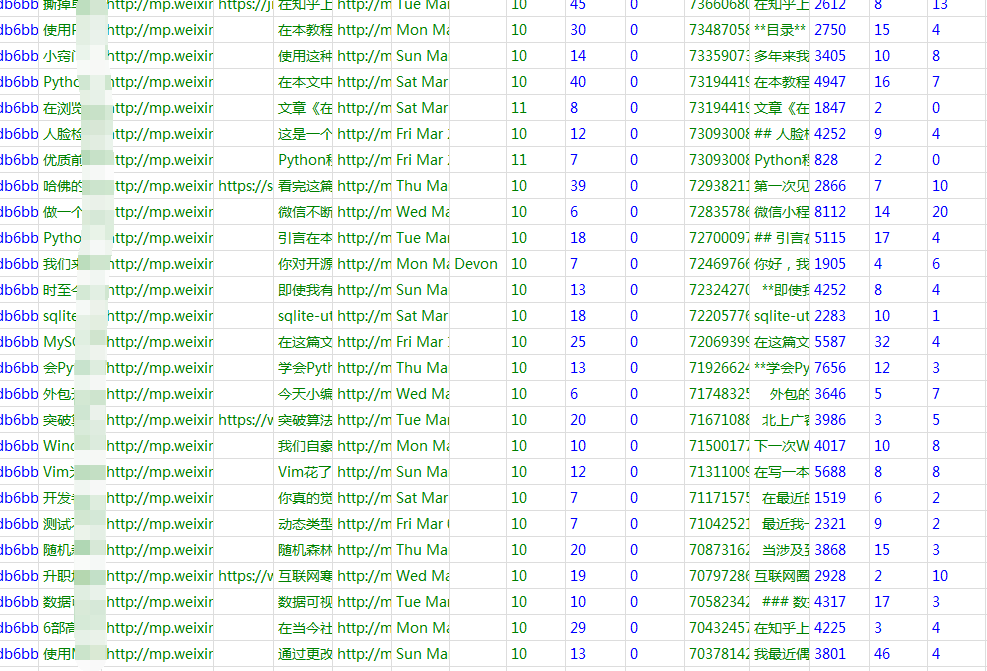 db6bb 撕掉 http://mp.weixir https://ji 在知乎上 http://m Tue Mar 10 45 0 7366068( 在知乎上 2612 8 13
db6bb 使用P http://mp.weixir 在本教程 http://m Mon Ma 10 30 0 73487058 **目录** 2750 15 4
db6bb 小窍门 http://mp.weixir 使用这种 http://m Sun Ma 10 14 0 7335907 多年来我 3405 10 8
db6bb Pytho http://mp.weixir 在本文中 http://m Sat Mar 10 40 0 7319441 在本教程 4947 16 7
db6bb 在浏览 http://mp.weixir 文章《在 http://m Sat Mar 11 8 0 7319441 文章《在 1847 2 0
db6bb 人脸检 http://mp.weixir 这是一个 http://m Fri Mar 10 12 0 73093008 ## 人脸 4252 9 4
db6bb 优质前 http://mp.weixir Python程 http://m Fri Mar 11 7 0 73093008 Python程 828 2 0
db6bb 哈佛的 http://mp.weixir https://s 看完这篇 http://m Thu Ma 10 39 0 7293821 第一次见 2866 7 10
db6bb 做一个 http://mp.weixir 微信不断 http://m Wed Ma 10 6 0 72835786 微信小程 8112 14 20
db6bb Pytho http://mp.weixir 引言在本 http://m Tue Mar 10 18 0 72700097 ## 引言在 5115 17 4
db6bb 我们来 http://mp.weixir 你对开源 http://m Mon Ma Devon 10 7 0 72469766 你好，我 1905 4 6
db6bb 时至今 http://mp.weixir 即使我有 http://m Sun Ma 10 13 0 72324270 **即使我 4252 8 4
db6bb sqlite http://mp.weixir sqlite-ut http://m Sat Mar 10 18 0 72205776 sqlite-ut 2283 10 1
db6bb MySQ http://mp.weixir 在这篇文 http://m Fri Mar 10 25 0 72069399 在这篇文 5587 32 4
db6bb 会Py http://mp.weixir 学会Pyth http://m Thu Ma 10 13 0 71926624 **学会Py 7656 12 3
db6bb 外包 http://mp.weixir 今天小编 http://m Wed Ma 10 6 0 71748325 外包的 3646 5 7
db6bb 突破 http://mp.weixir https://w 突破算法 http://m Tue Mar 10 20 0 71671088 北上广 3986 3 5
db6bb Wind http://mp.weixir 我们自豪 http://m Mon Ma 10 10 0 71500177 下一次W 4017 10 8
db6bb Vim http://mp.weixir Vim花了 http://m Sun Ma 10 12 0 71311009 在写一本 5688 8 8
db6bb 开发 http://mp.weixir 你真的觉 http://m Sat Mar 10 7 0 71171575 在最近的 1519 6 2
db6bb 测试 http://mp.weixir 动态类型 http://m Fri Mar 10 7 0 71042521 最近我 2321 9 2
db6bb 随机 http://mp.weixir 随机森林 http://m Thu Ma 10 20 0 70873162 当涉及到 3868 15 3
db6bb 升职 http://mp.weixir https://w 互联网寒 http://m Wed Ma 10 19 0 70797286 互联网圈 2928 2 10
db6bb 数据 http://mp.weixir 数据可视 http://m Tue Mar 10 10 0 70582342 ### 数 4317 17 3
db6bb 6部高 http://mp.weixir 在当今社 http://m Mon Ma 10 29 0 70432457 在知乎上 4225 3 4
db6bb 使用M http://mp.weixir 通过更改 http://m Sun Ma 10 13 0 70378142 我最近偶 3801 46 4